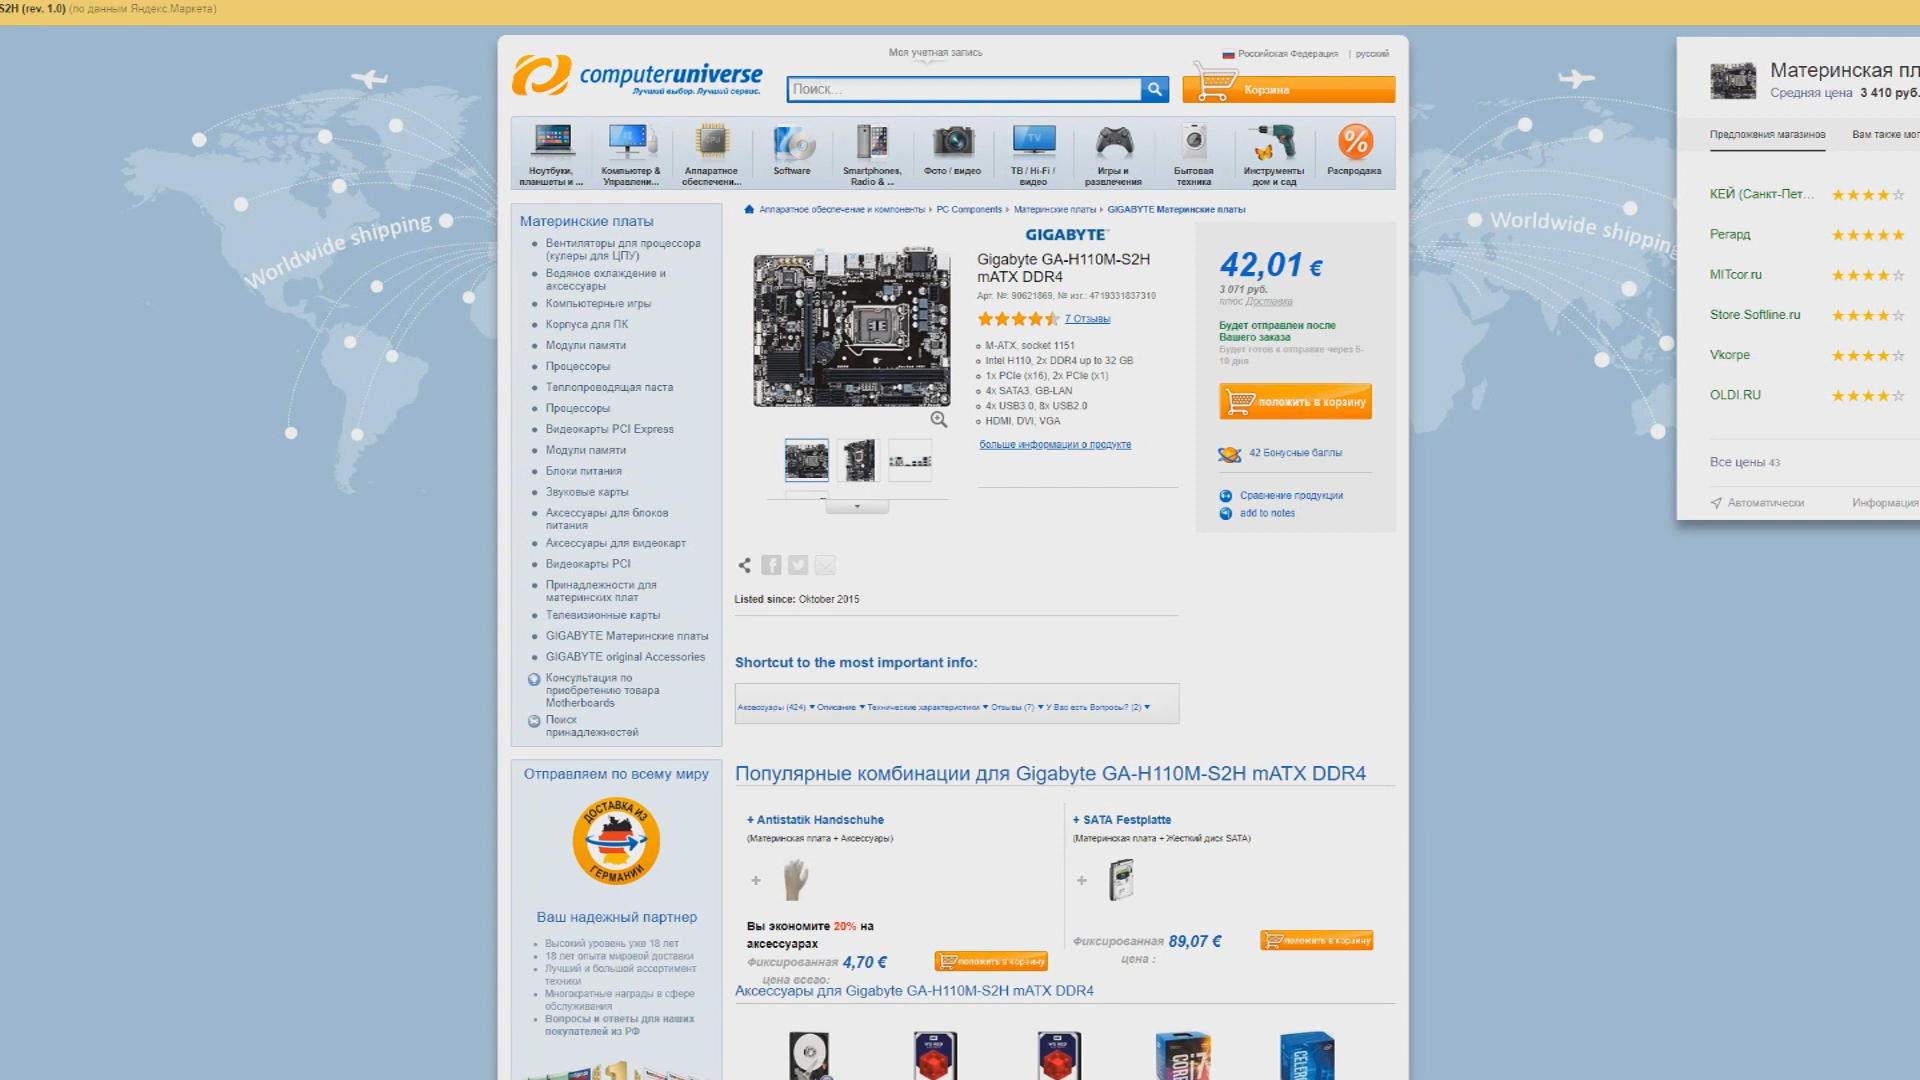 S2H (rev. 1.0) (по данным Яндекс.Маркета)
computeruniverse
Лучший выбор. Лучший сервис.
Моя учетная запись
Российская Федерация | русский
Поиск...
Корзина
Ноутбуки, планшеты и ...
Компьютер & Управлени...
Аппаратное обеспечени...
Software
Smartphones, Radio & ...
Фото / видео
ТВ / Hi-Fi / видео
Игры и развлечения
Бытовая техника
Инструменты дом и сад
Распродажа
Материнские платы
Вентиляторы для процессора
(кулеры для ЦПУ)
Водяное охлаждение и
аксессуары
Компьютерные игры
Корпуса для ПК
Модули памяти
Процессоры
Теплопроводящая паста
Процессоры
Видеокарты PCI Express
Модули памяти
Блоки питания
Звуковые карты
Аксессуары для блоков
питания
Аксессуары для видеокарт
Видеокарты PCI
Принадлежности для
материнских плат
Телевизионные карты
GIGABYTE Материнские платы
GIGABYTE original Accessories
Консультация по
приобретению товара
Motherboards
Поиск
принадлежностей
Отправляем по всему миру
ДОСТАВКА ИЗ
ГЕРМАНИИ
Ваш надежный партнер
Высокий уровень уже 18 лет
18 лет опыта мировой доставки
Лучший и большой ассортимент
техники
Многократные награды в сфере
обслуживания
Вопросы и ответы для наших
покупателей из РФ
Аппаратное обеспечение и компоненты PC Components Материнские платы GIGABYTE Материнские платы
GIGABYTE
Gigabyte GA-H110M-S2H
mATX DDR4
Арт. №: 90621869, № изг.: 4719331837310
7 Отзывы
M-ATX, socket 1151
Intel H110, 2x DDR4 up to 32 GB
1x PCIe (x16), 2x PCIe (x1)
4x SATA3, GB-LAN
4x USB3.0, 8x USB2.0
HDMI, DVI, VGA
больше информации о продукте
42,01 €
3 071 руб.
плюс Доставка
Будет отправлен после
Вашего заказа
Будет готов к отправке через 5-
10 дня
положить в корзину
42 Бонусные баллы
Сравнение продукции
add to notes
Listed since: Oktober 2015
Shortcut to the most important info:
Аксессуары (424) Описание Технические характеристики Отзывы (7) У Вас есть Вопросы? (2)
Популярные комбинации для Gigabyte GA-H110M-S2H mATX DDR4
+ Antistatik Handschuhe
(Материнская плата + Аксессуары)
+
Вы экономите 20% на
аксессуарах
Фиксированная 4,70 €
цена всего:
положить в корзину
+ SATA Festplatte
(Материнская плата + Жесткий диск SATA)
+
Фиксированная 89,07 €
цена :
положить в корзину
Аксессуары для Gigabyte GA-H110M-S2H mATX DDR4
Worldwide shipping
Worldwide shipping
Материнская пл
Средняя цена 3 410 руб.
Предложения магазинов Вам также мог
КЕЙ (Санкт-Пет...
Регард
MITcor.ru
Store.Softline.ru
Vkorpe
OLDI.RU
Все цены 43
Автоматически Информация